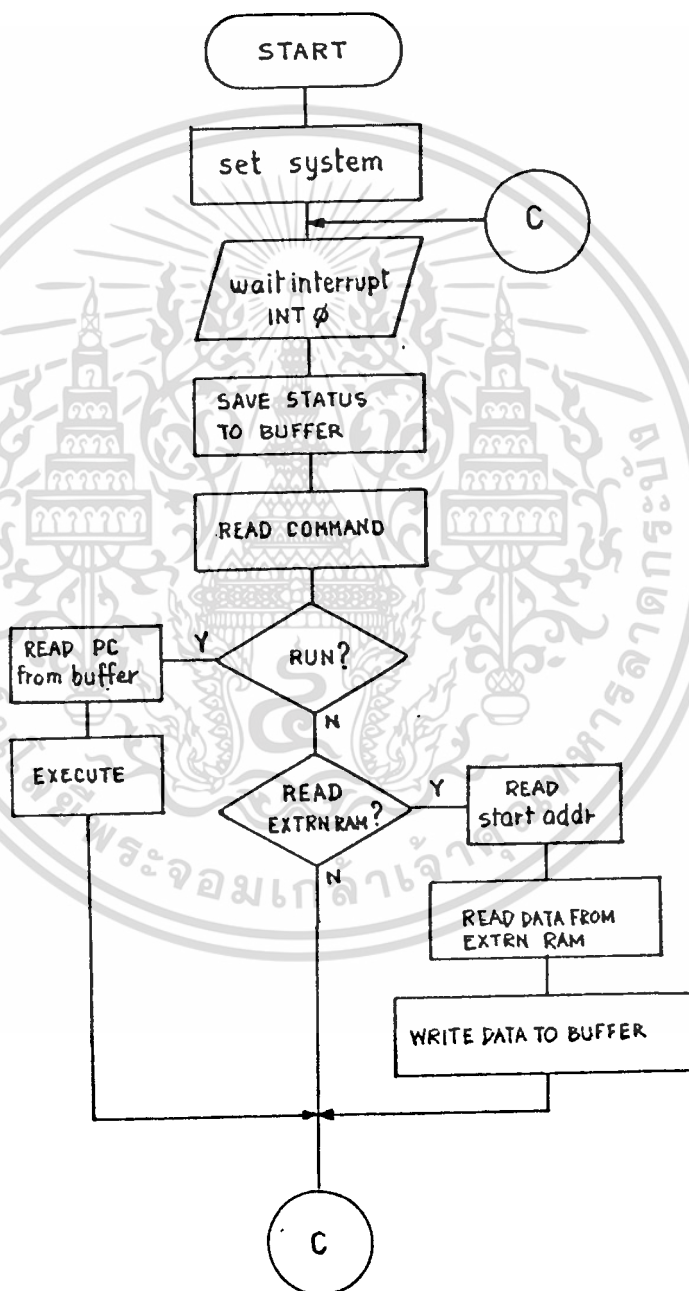 START
set system
C
wait interrupt
INT φ
SAVE STATUS
TO BUFFER
READ COMMAND
RUN?
Y
N
READ PC
from buffer
EXECUTE
READ
EXTRN RAM?
Y
N
READ
start addr
READ DATA FROM
EXTRN RAM
WRITE DATA TO BUFFER
C